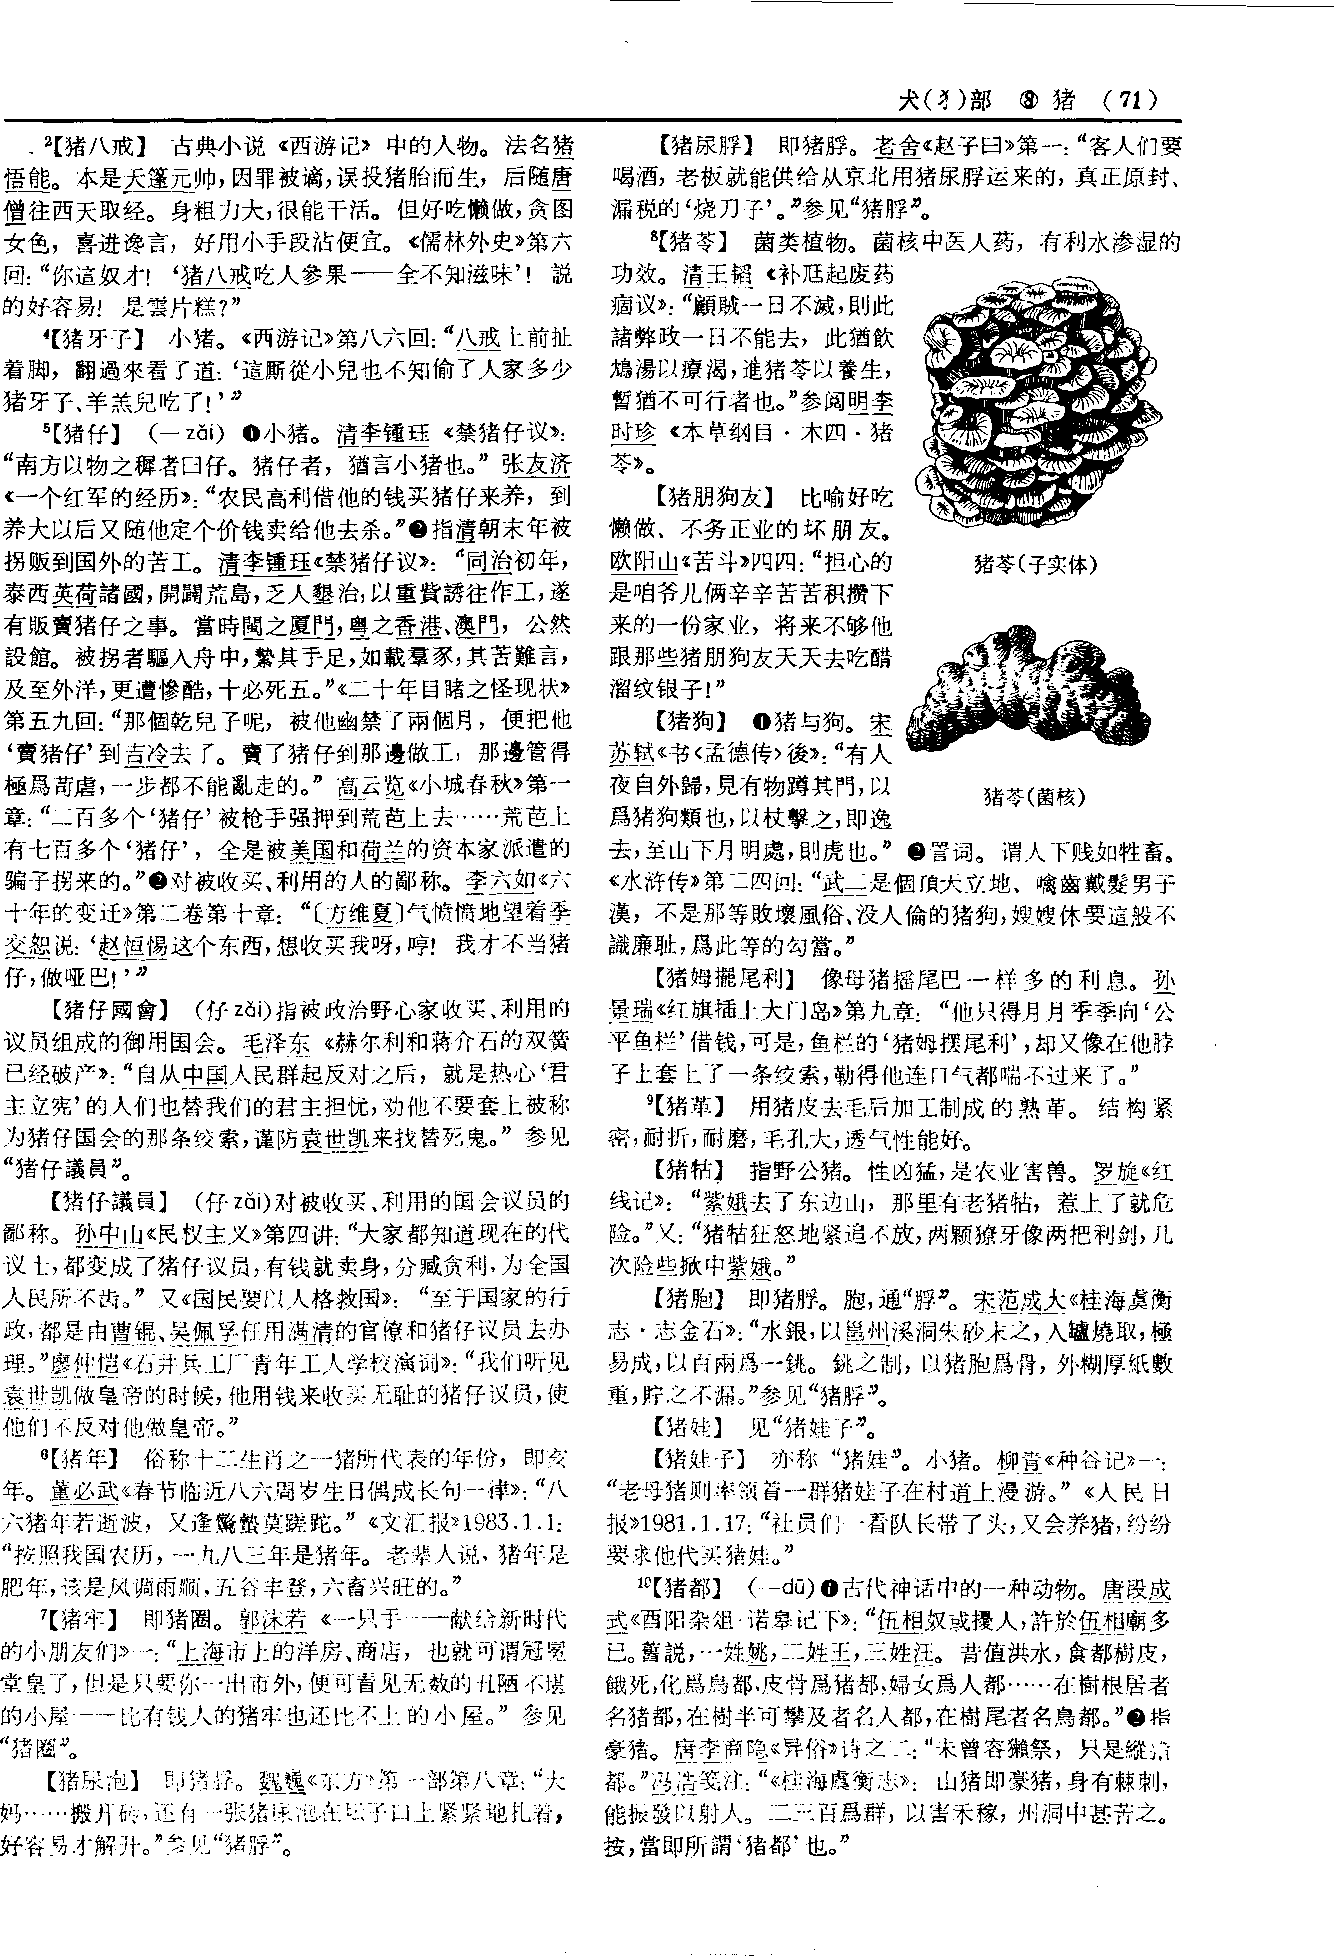 犬(犭)部 ⑧ 猪 (71)
²【猪八戒】 古典小说《西游记》中的人物。法名猪
悟能。本是天篷元帅，因罪被谪，误投猪胎而生，后随唐
僧往西天取经。身粗力大，很能干活。但好吃懒做，贪图
女色，喜进谗言，好用小手段沾便宜。《儒林外史》第六
回：“你這奴才！‘猪八戒吃人參果——全不知滋味’！說
的好容易！是雲片糕？”
⁴【猪牙子】 小猪。《西游记》第八六回：“八戒上前扯
着脚，翻過來看了道：‘這厮從小兒也不知偷了人家多少
猪牙子、羊羔兒吃了！’”
⁵【猪仔】 (—zǎi) ❶小猪。清李锺珏《禁猪仔议》：
“南方以物之穉者曰仔。猪仔者，猶言小猪也。”张友济
《一个红军的经历》：“农民高利借他的钱买猪仔来养，到
养大以后又随他定个价钱卖给他去杀。”❷指清朝末年被
拐贩到国外的苦工。清李锺珏《禁猪仔议》：“同治初年，
泰西英荷諸國，開闢荒島，乏人墾治，以重貲誘往作工，遂
有販賣猪仔之事。當時閩之厦門，粤之香港、澳門，公然
設館。被拐者驅入舟中，縶其手足，如載羣豕，其苦難言，
及至外洋，更遭慘酷，十必死五。”《二十年目睹之怪现状》
第五九回：“那個乾兒子呢，被他幽禁了兩個月，便把他
‘賣猪仔’到吉冷去了。賣了猪仔到那邊做工，那邊管得
極爲苛虐，一步都不能亂走的。”高云览《小城春秋》第一
章：“二百多个‘猪仔’被枪手强押到荒芭上去……荒芭上
有七百多个‘猪仔’，全是被美国和荷兰的资本家派遣的
骗子拐来的。”❸对被收买、利用的人的鄙称。李六如《六
十年的变迁》第二卷第十章：“〔方维夏〕气愤愤地望着季
交恕说：‘赵恒惕这个东西，想收买我呀，哼！我才不当猪
仔，做哑巴！’”
【猪仔國會】 (仔zǎi)指被政治野心家收买、利用的
议员组成的御用国会。毛泽东《赫尔利和蒋介石的双簧
已经破产》：“自从中国人民群起反对之后，就是热心‘君
主立宪’的人们也替我们的君主担忧，劝他不要套上被称
为猪仔国会的那条绞索，谨防袁世凯来找替死鬼。”参见
“猪仔議員”。
【猪仔議員】 (仔zǎi)对被收买、利用的国会议员的
鄙称。孙中山《民权主义》第四讲：“大家都知道现在的代
议士，都变成了猪仔议员，有钱就卖身，分赃贪利，为全国
人民所不齿。”又《国民要以人格救国》：“至于国家的行
政，都是由曹锟、吴佩孚任用满清的官僚和猪仔议员去办
理。”廖仲恺《石井兵工厂青年工人学校演词》：“我们听见
袁世凯做皇帝的时候，他用钱来收买无耻的猪仔议员，使
他们不反对他做皇帝。”
⁶【猪年】 俗称十二生肖之一猪所代表的年份，即亥
年。董必武《春节临近八六周岁生日偶成长句一律》：“八
六猪年若逝波，又逢驚蟄莫蹉跎。”《文汇报》1983.1.1：
“按照我国农历，一九八三年是猪年。老辈人说，猪年是
肥年，该是风调雨顺，五谷丰登，六畜兴旺的。”
⁷【猪牢】 即猪圈。郭沫若《一只手——献给新时代
的小朋友们》一：“上海市上的洋房、商店，也就可谓冠冕
堂皇了，但是只要你一出市外，便可看见无数的丑陋不堪
的小屋——比有钱人的猪牢也还比不上的小屋。”参见
“猪圈”。
【猪尿泡】 即猪脬。魏巍《东方》第一部第八章：“大
妈……搬开砖，还有一张猪尿泡在坛子口上紧紧地扎着，
好容易才解开。”参见“猪脬”。
【猪尿脬】 即猪脬。老舍《赵子曰》第一：“客人们要
喝酒，老板就能供给从京北用猪尿脬运来的，真正原封、
漏税的‘烧刀子’。”参见“猪脬”。
⁸【猪苓】 菌类植物。菌核中医入药，有利水渗湿的
功效。清王韬《补尪起废药
痼议》：“顧賊一日不滅，則此
諸弊政一日不能去，此猶飲
鴆湯以療渴，進猪苓以養生，
暫猶不可行者也。”参阅明李
时珍《本草纲目·木四·猪
苓》。
猪苓(子实体)
【猪朋狗友】 比喻好吃
懒做、不务正业的坏朋友。
欧阳山《苦斗》四四：“担心的
是咱爷儿俩辛辛苦苦积攒下
来的一份家业，将来不够他
跟那些猪朋狗友天天去吃醋
溜纹银子！”
猪苓(菌核)
【猪狗】 ❶猪与狗。宋
苏轼《书〈孟德传〉後》：“有人
夜自外歸，見有物蹲其門，以
爲猪狗類也，以杖擊之，即逸
去，至山下月明處，則虎也。”❷詈词。谓人下贱如牲畜。
《水浒传》第二四回：“武二是個頂天立地、噙齒戴髮男子
漢，不是那等敗壞風俗、没人倫的猪狗，嫂嫂休要這般不
識廉耻，爲此等的勾當。”
【猪姆擺尾利】 像母猪摇尾巴一样多的利息。孙
景瑞《红旗插上大门岛》第九章：“他只得月月季季向‘公
平鱼栏’借钱，可是，鱼栏的‘猪姆摆尾利’，却又像在他脖
子上套上了一条绞索，勒得他连口气都喘不过来了。”
⁹【猪革】 用猪皮去毛后加工制成的熟革。结构紧
密，耐折，耐磨，毛孔大，透气性能好。
【猪牯】 指野公猪。性凶猛，是农业害兽。罗旋《红
线记》：“紫娥去了东边山，那里有老猪牯，惹上了就危
险。”又：“猪牯狂怒地紧追不放，两颗獠牙像两把利剑，几
次险些掀中紫娥。”
【猪胞】 即猪脬。胞，通“脬”。宋范成大《桂海虞衡
志·志金石》：“水銀，以邕州溪洞朱砂末之，入罏燒取，極
易成，以百兩爲一銚。銚之制，以猪胞爲骨，外糊厚紙數
重，貯之不漏。”参见“猪脬”。
【猪娃】 见“猪娃子”。
【猪娃子】 亦称“猪娃”。小猪。柳青《种谷记》一：
“老母猪则率领着一群猪娃子在村道上漫游。”《人民日
报》1981.1.17：“社员们一看队长带了头，又会养猪，纷纷
要求他代买猪娃。”
¹⁰【猪都】 (—dū)❶古代神话中的一种动物。唐段成
式《酉阳杂俎·诺皋记下》：“伍相奴或擾人，許於伍相廟多
已。舊説，一姓姚，二姓王，三姓汪。昔值洪水，食都樹皮，
餓死，化爲鳥都，皮骨爲猪都，婦女爲人都……在樹根居者
名猪都，在樹半可攀及者名人都，在樹尾者名鳥都。”❷指
豪猪。唐李商隐《异俗》诗之二：“未曾容獺祭，只是縱猪
都。”冯浩笺注：“《桂海虞衡志》：山猪即豪猪，身有棘刺，
能振發以射人。二三百爲群，以害禾稼，州洞中甚苦之。
按，當即所謂‘猪都’也。”